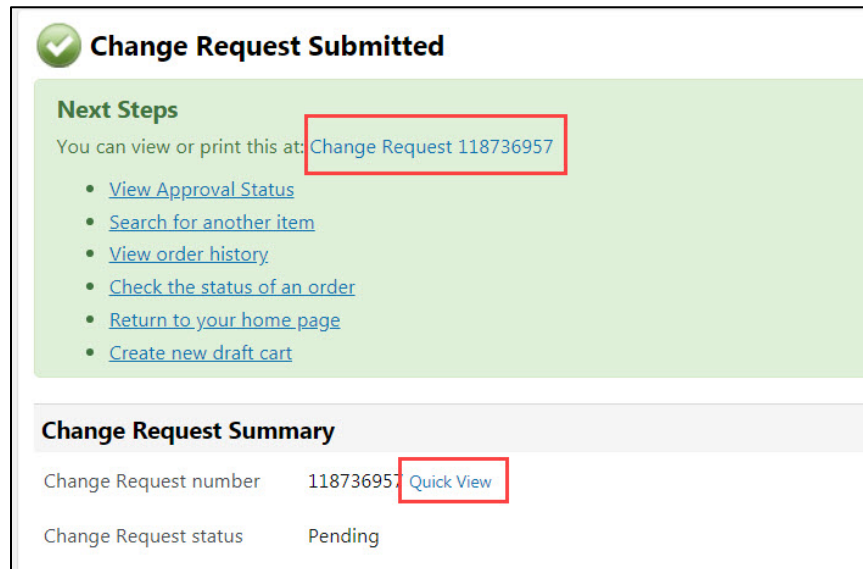 Change Request Submitted
Next Steps
You can view or print this at: Change Request 118736957
View Approval Status
Search for another item
View order history
Check the status of an order
Return to your home page
Create new draft cart
Change Request Summary
Change Request number 118736957 Quick View
Change Request status Pending